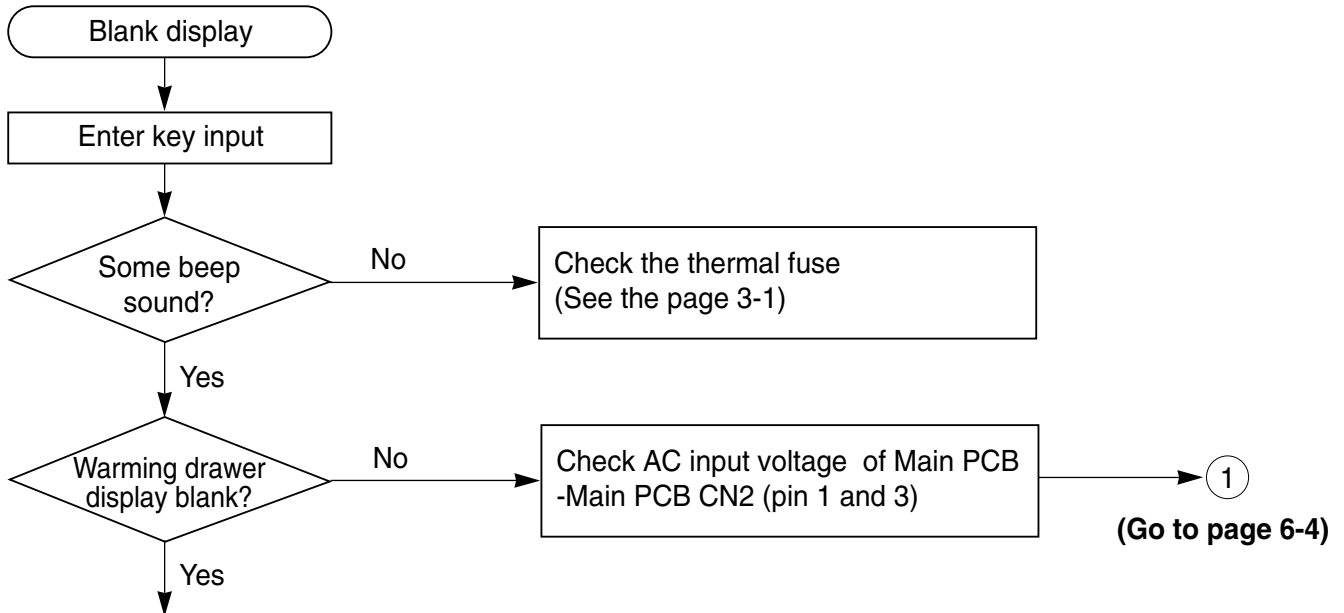 Blank display
Enter key input
Some beep
sound?
No
Check the thermal fuse
(See the page 3-1)
Yes
Warming drawer
display blank?
No
Check AC input voltage  of Main PCB
-Main PCB CN2 (pin 1 and 3)
1
(Go to page 6-4)
Yes